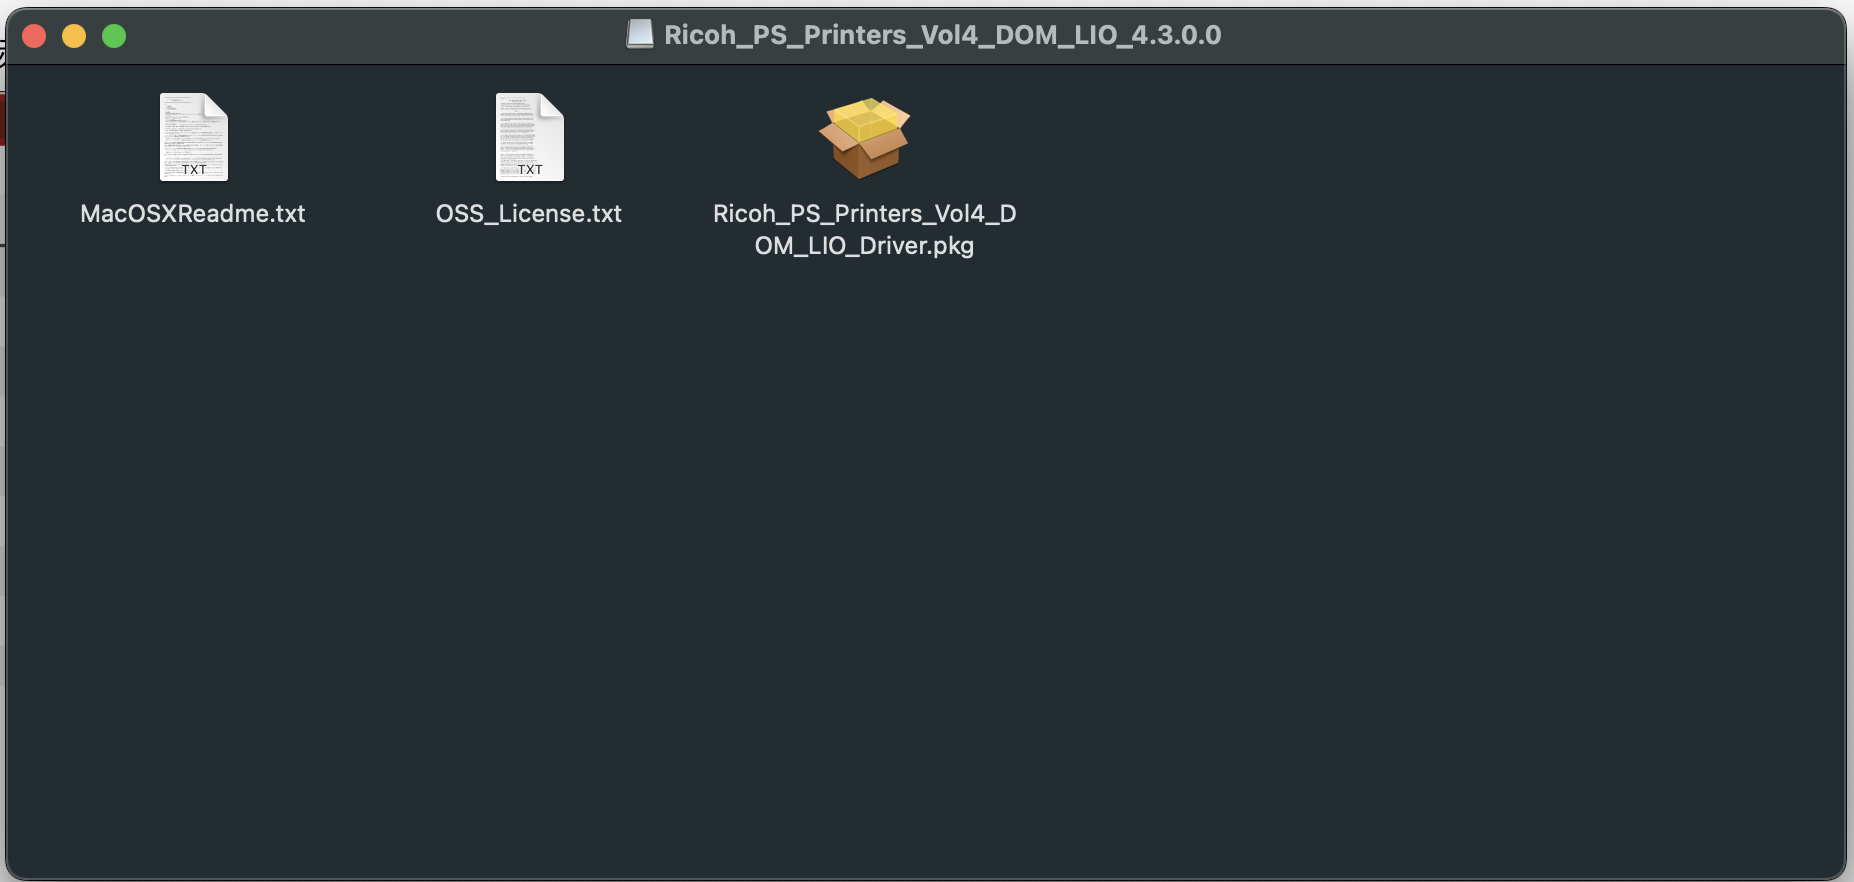 Ricoh_PS_Printers_Vol4_DOM_LIO_4.3.0.0
TXT
TXT
MacOSXReadme.txt
OSS_License.txt
Ricoh_PS_Printers_Vol4_D
OM_LIO_Driver.pkg